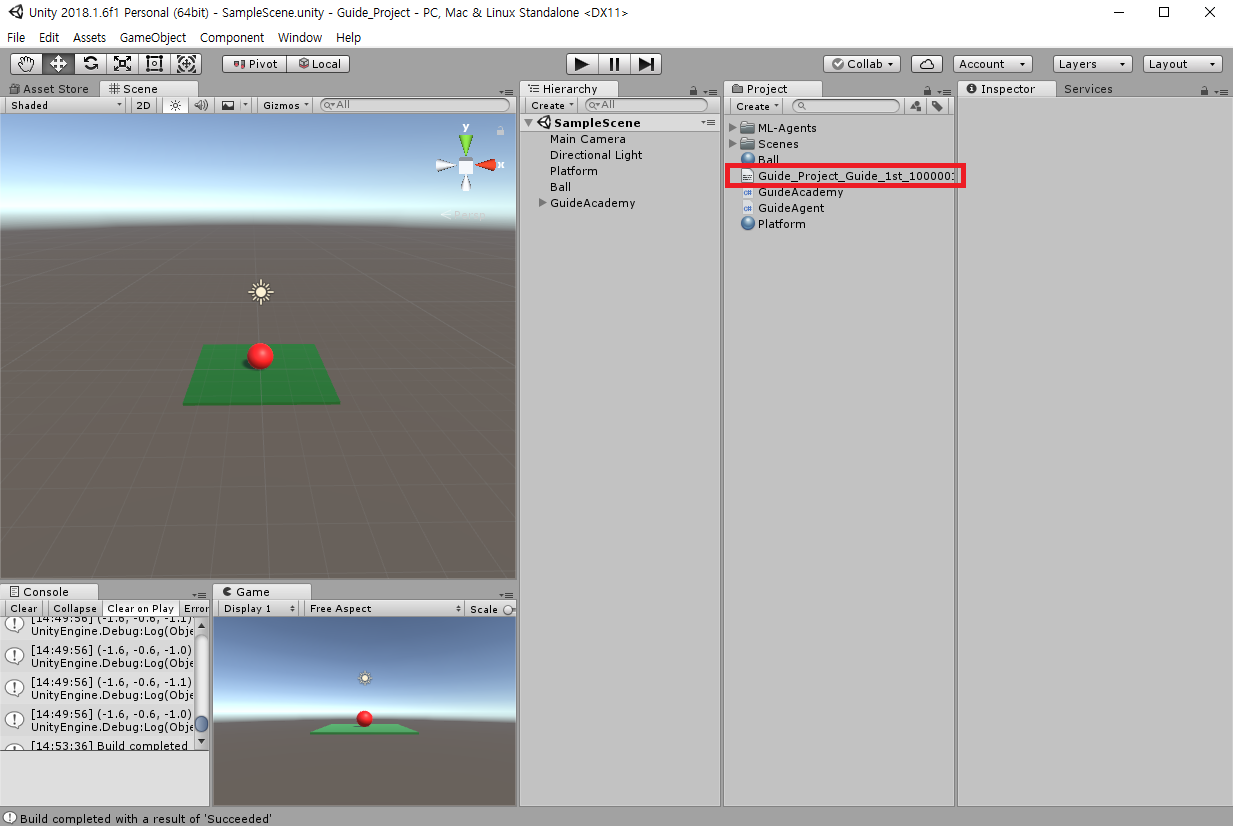 Unity 2018.1.6f1 Personal (64bit) - SampleScene.unity - Guide_Project - PC, Mac & Linux Standalone <DX11>
File Edit Assets GameObject Component Window Help
Pivot Local Collab Account Layers Layout
Asset Store Scene
Shaded 2D Gizmos All
y
x
Persp
Hierarchy
Create All
SampleScene
Main Camera
Directional Light
Platform
Ball
GuideAcademy
Project
Create
ML-Agents
Scenes
Ball
Guide_Project_Guide_1st_1000001
GuideAcademy
GuideAgent
Platform
Inspector Services
Console
Clear Collapse Clear on Play Error
[14:49:56] (-1.6, -0.6, -1.1)
UnityEngine.Debug:Log(Obje
[14:49:56] (-1.6, -0.6, -1.0)
UnityEngine.Debug:Log(Obje
[14:49:56] (-1.6, -0.6, -1.1)
UnityEngine.Debug:Log(Obje
[14:49:56] (-1.6, -0.6, -1.0)
UnityEngine.Debug:Log(Obje
[14:53:36] Build completed
Game
Display 1 Free Aspect Scale
Build completed with a result of 'Succeeded'